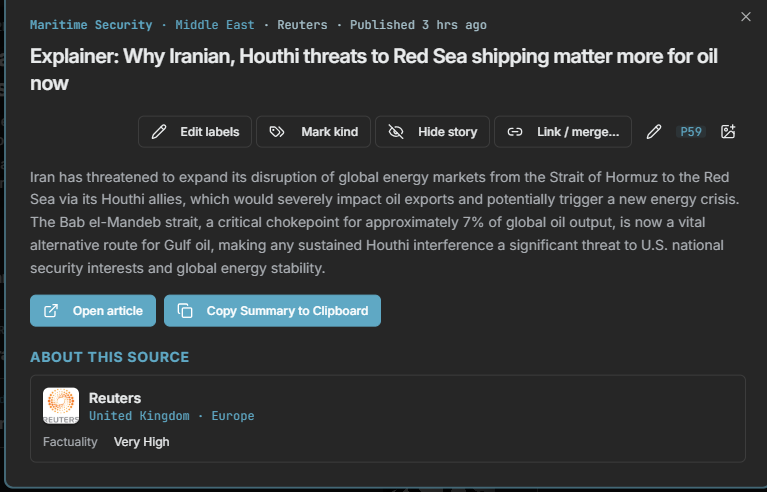 Maritime Security · Middle East · Reuters · Published 3 hrs ago
Explainer: Why Iranian, Houthi threats to Red Sea shipping matter more for oil
now
Edit labels
Mark kind
Hide story
Link / merge...
P59
Iran has threatened to expand its disruption of global energy markets from the Strait of Hormuz to the Red
Sea via its Houthi allies, which would severely impact oil exports and potentially trigger a new energy crisis.
The Bab el-Mandeb strait, a critical chokepoint for approximately 7% of global oil output, is now a vital
alternative route for Gulf oil, making any sustained Houthi interference a significant threat to U.S. national
security interests and global energy stability.
Open article
Copy Summary to Clipboard
ABOUT THIS SOURCE
REUTERS
Reuters
United Kingdom · Europe
Factuality Very High